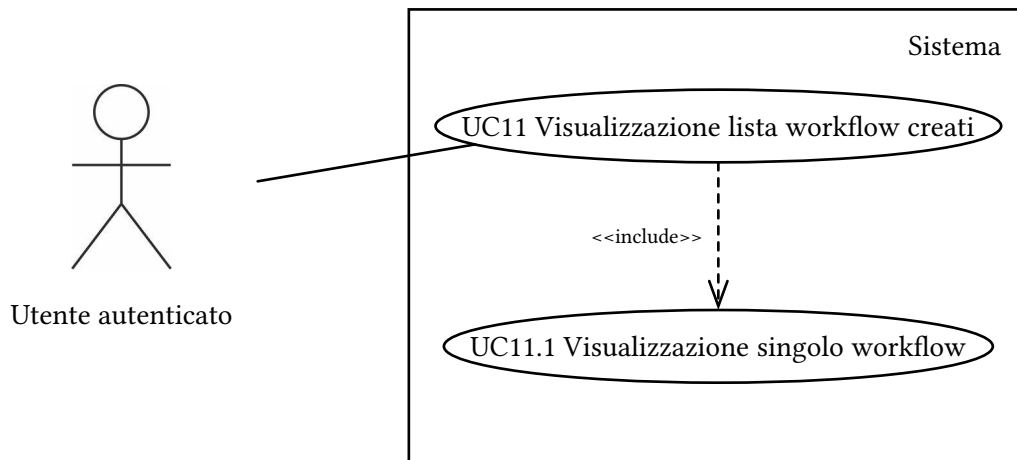 Sistema
UC11 Visualizzazione lista workflow creati
<<include>>
Utente autenticato
UC11.1 Visualizzazione singolo workflow